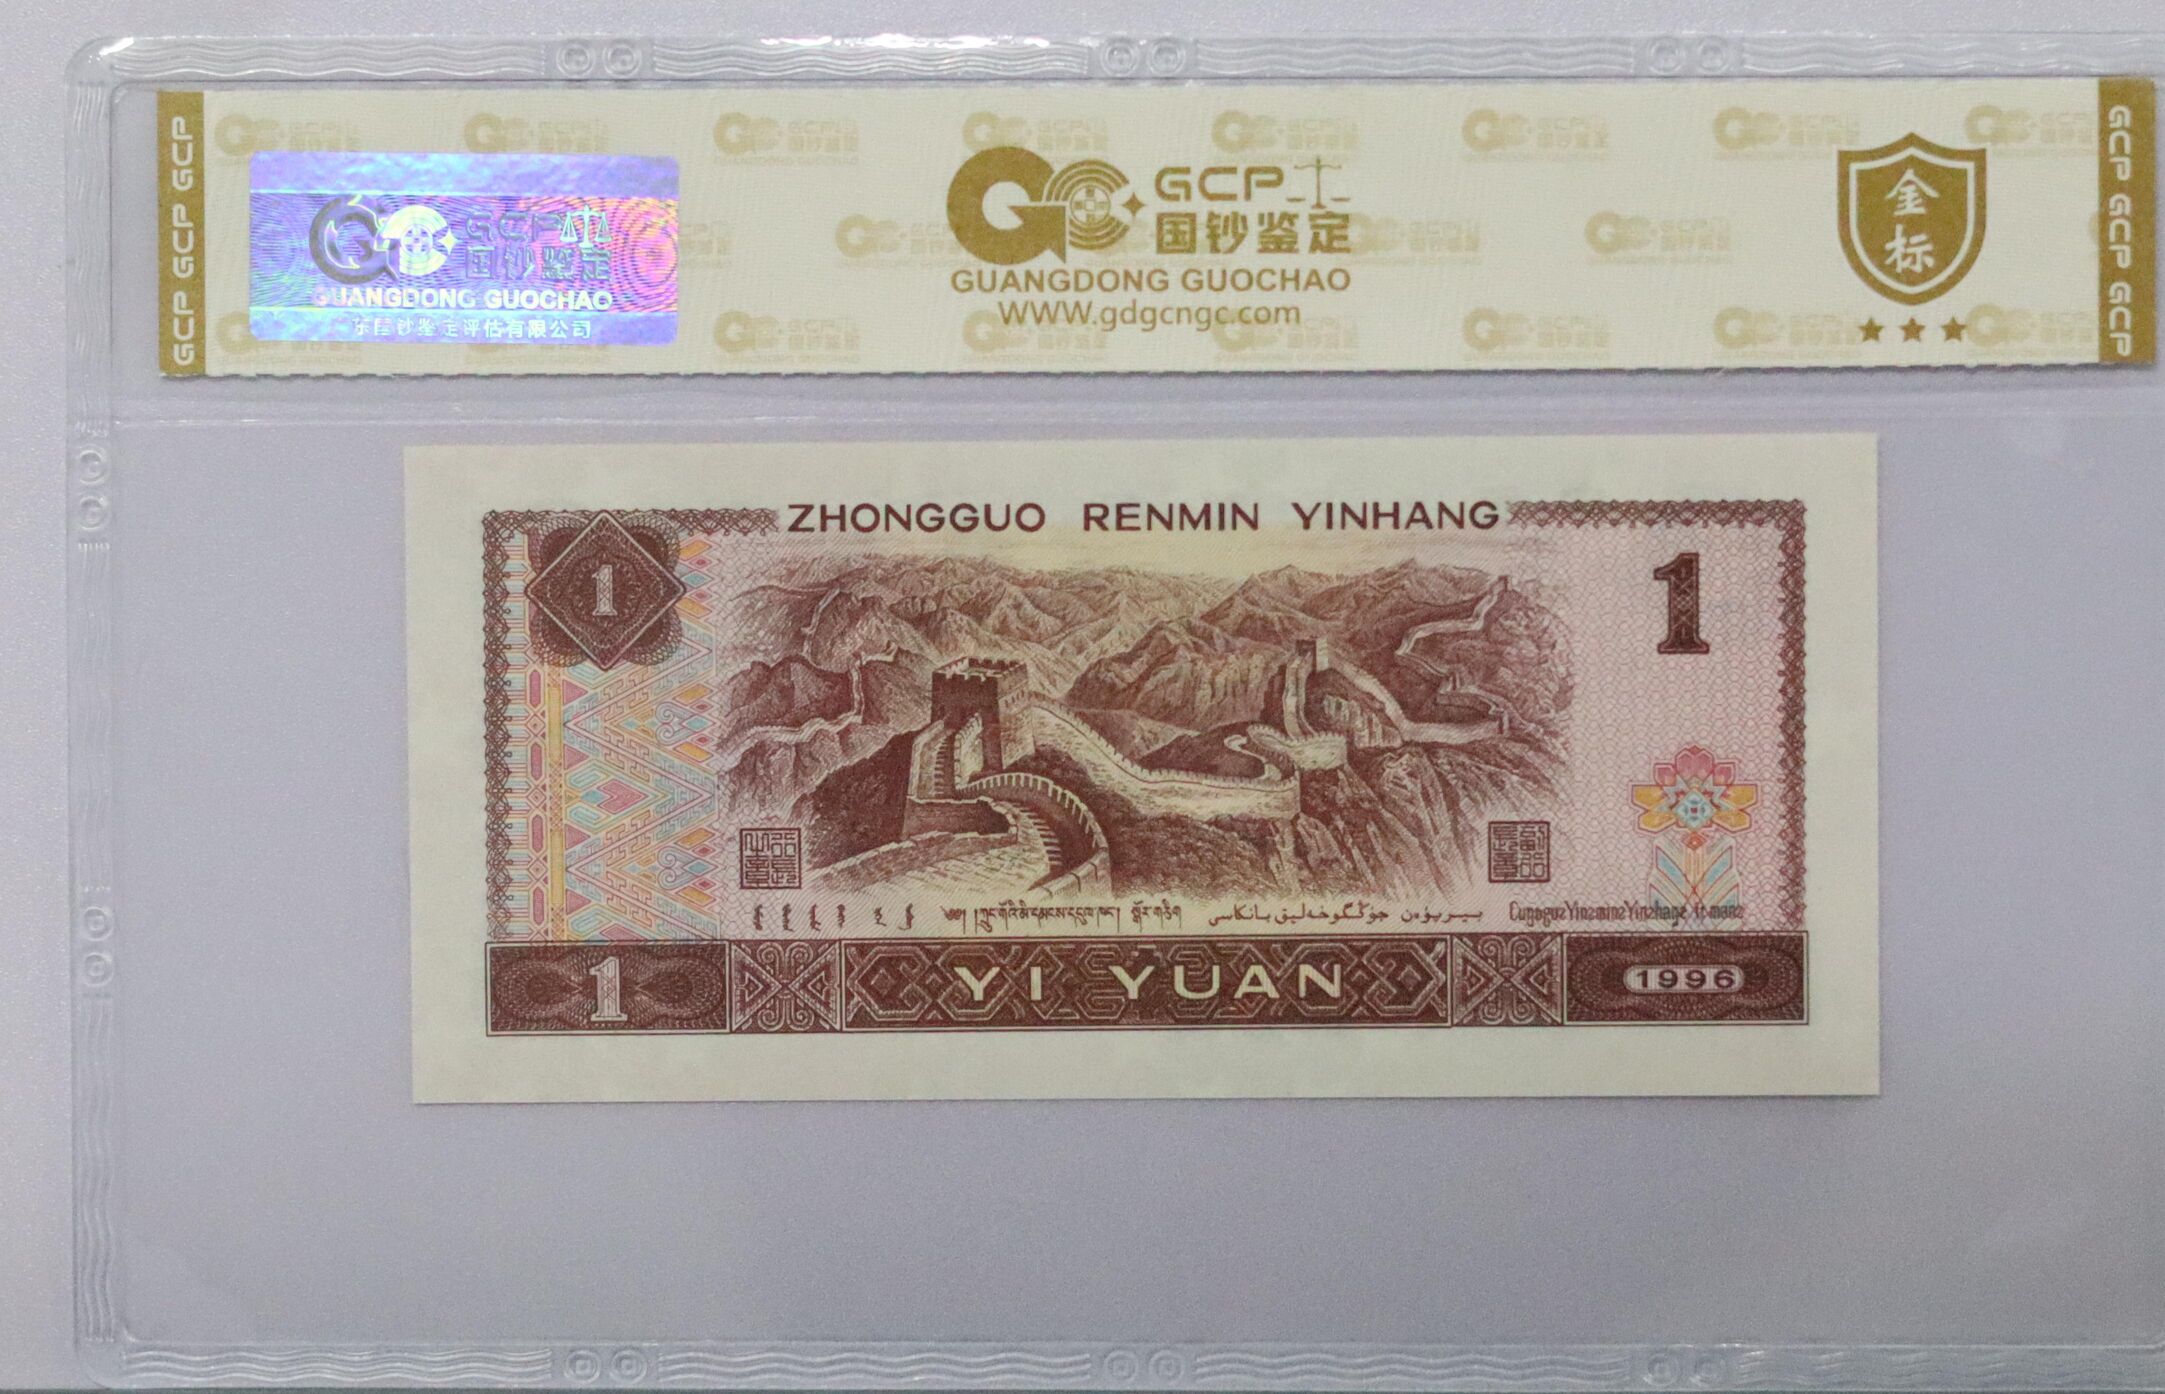 GCP GCP GCP
GCP
国钞鉴定
GUANGDONG GUOCHAO
东国钞鉴定评估有限公司
GCP
国钞鉴定
GUANGDONG GUOCHAO
WWW.gdgcngc.com
金
标
GCP GCP GCP
ZHONGGUO RENMIN YINHANG
1
1
1
YI YUAN
1996